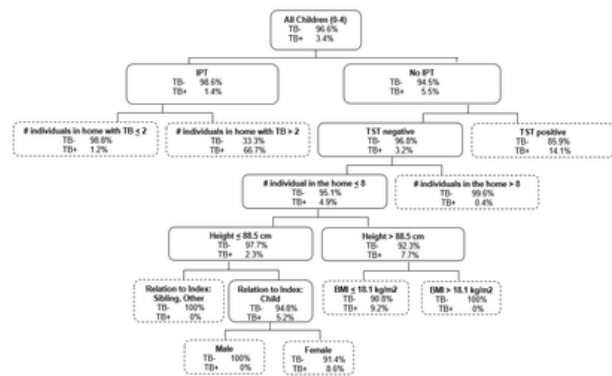 All Children (0-4)
TB- 96.6%
TB+ 3.4%
IPT
TB- 98.6%
TB+ 1.4%
No IPT
TB- 94.5%
TB+ 5.5%
# individuals in home with TB ≤ 2
TB- 98.8%
TB+ 1.2%
# individuals in home with TB > 2
TB- 33.3%
TB+ 66.7%
TST negative
TB- 96.8%
TB+ 3.2%
TST positive
TB- 85.9%
TB+ 14.1%
# individual in the home ≤ 8
TB- 95.1%
TB+ 4.9%
# individuals in the home > 8
TB- 99.6%
TB+ 0.4%
Height ≤ 88.5 cm
TB- 97.7%
TB+ 2.3%
Height > 88.5 cm
TB- 92.3%
TB+ 7.7%
Relation to Index:
Sibling, Other
TB- 100%
TB+ 0%
Relation to Index:
Child
TB- 94.8%
TB+ 5.2%
BMI ≤ 18.1 kg/m2
TB- 90.8%
TB+ 9.2%
BMI > 18.1 kg/m2
TB- 100%
TB+ 0%
Male
TB- 100%
TB+ 0%
Female
TB- 91.4%
TB+ 8.6%